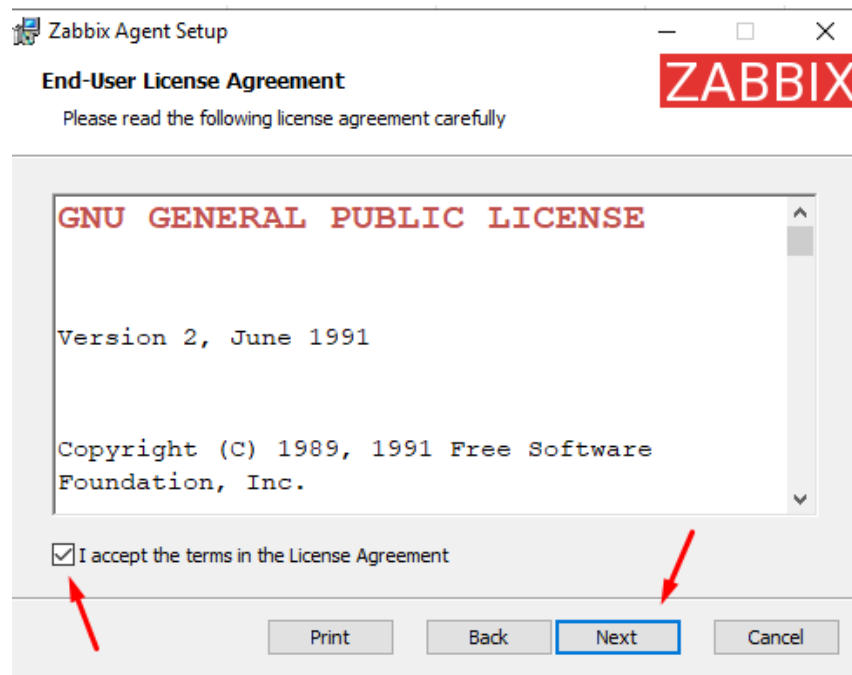 Zabbix Agent Setup
End-User License Agreement
Please read the following license agreement carefully
ZABBIX
GNU GENERAL PUBLIC LICENSE
Version 2, June 1991
Copyright (C) 1989, 1991 Free Software
Foundation, Inc.
I accept the terms in the License Agreement
Print Back Next Cancel